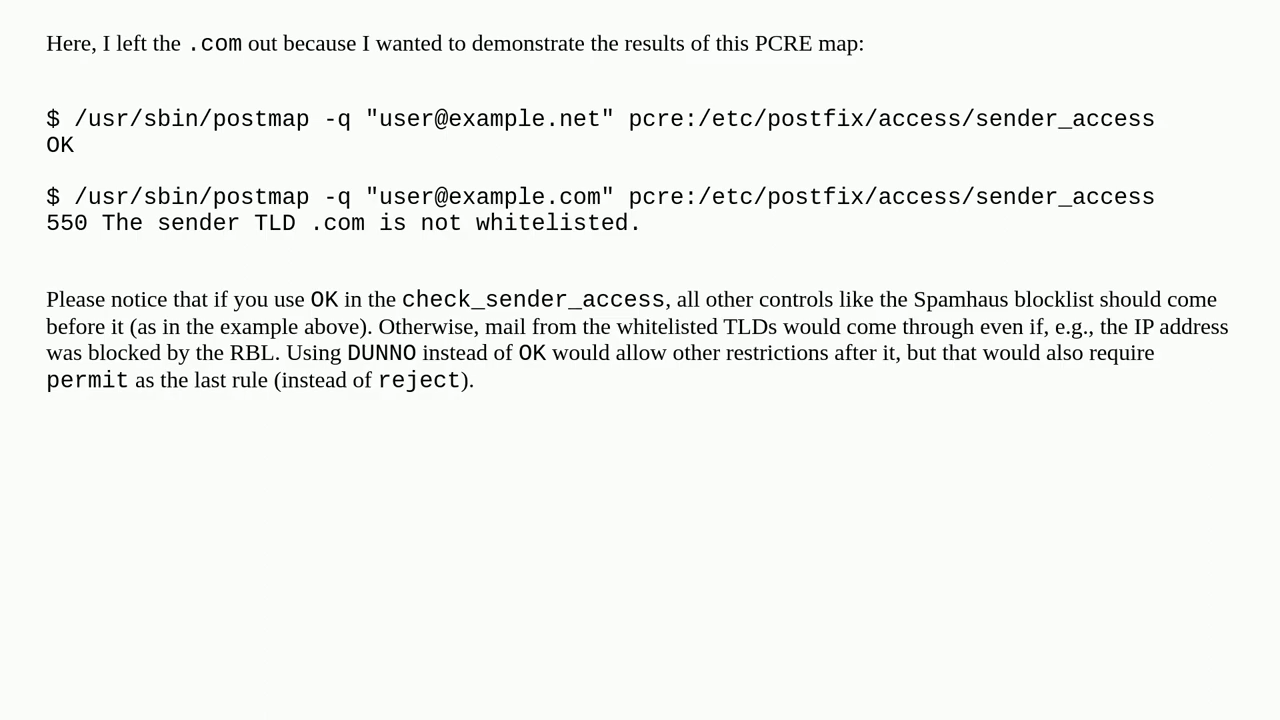 Here, I left the .com out because I wanted to demonstrate the results of this PCRE map:
$ /usr/sbin/postmap -q "user@example.net" pcre:/etc/postfix/access/sender_access
OK
$ /usr/sbin/postmap -q "user@example.com" pcre:/etc/postfix/access/sender_access
550 The sender TLD .com is not whitelisted.
Please notice that if you use OK in the check_sender_access, all other controls like the Spamhaus blocklist should come
before it (as in the example above). Otherwise, mail from the whitelisted TLDs would come through even if, e.g., the IP address
was blocked by the RBL. Using DUNNO instead of OK would allow other restrictions after it, but that would also require
permit as the last rule (instead of reject).